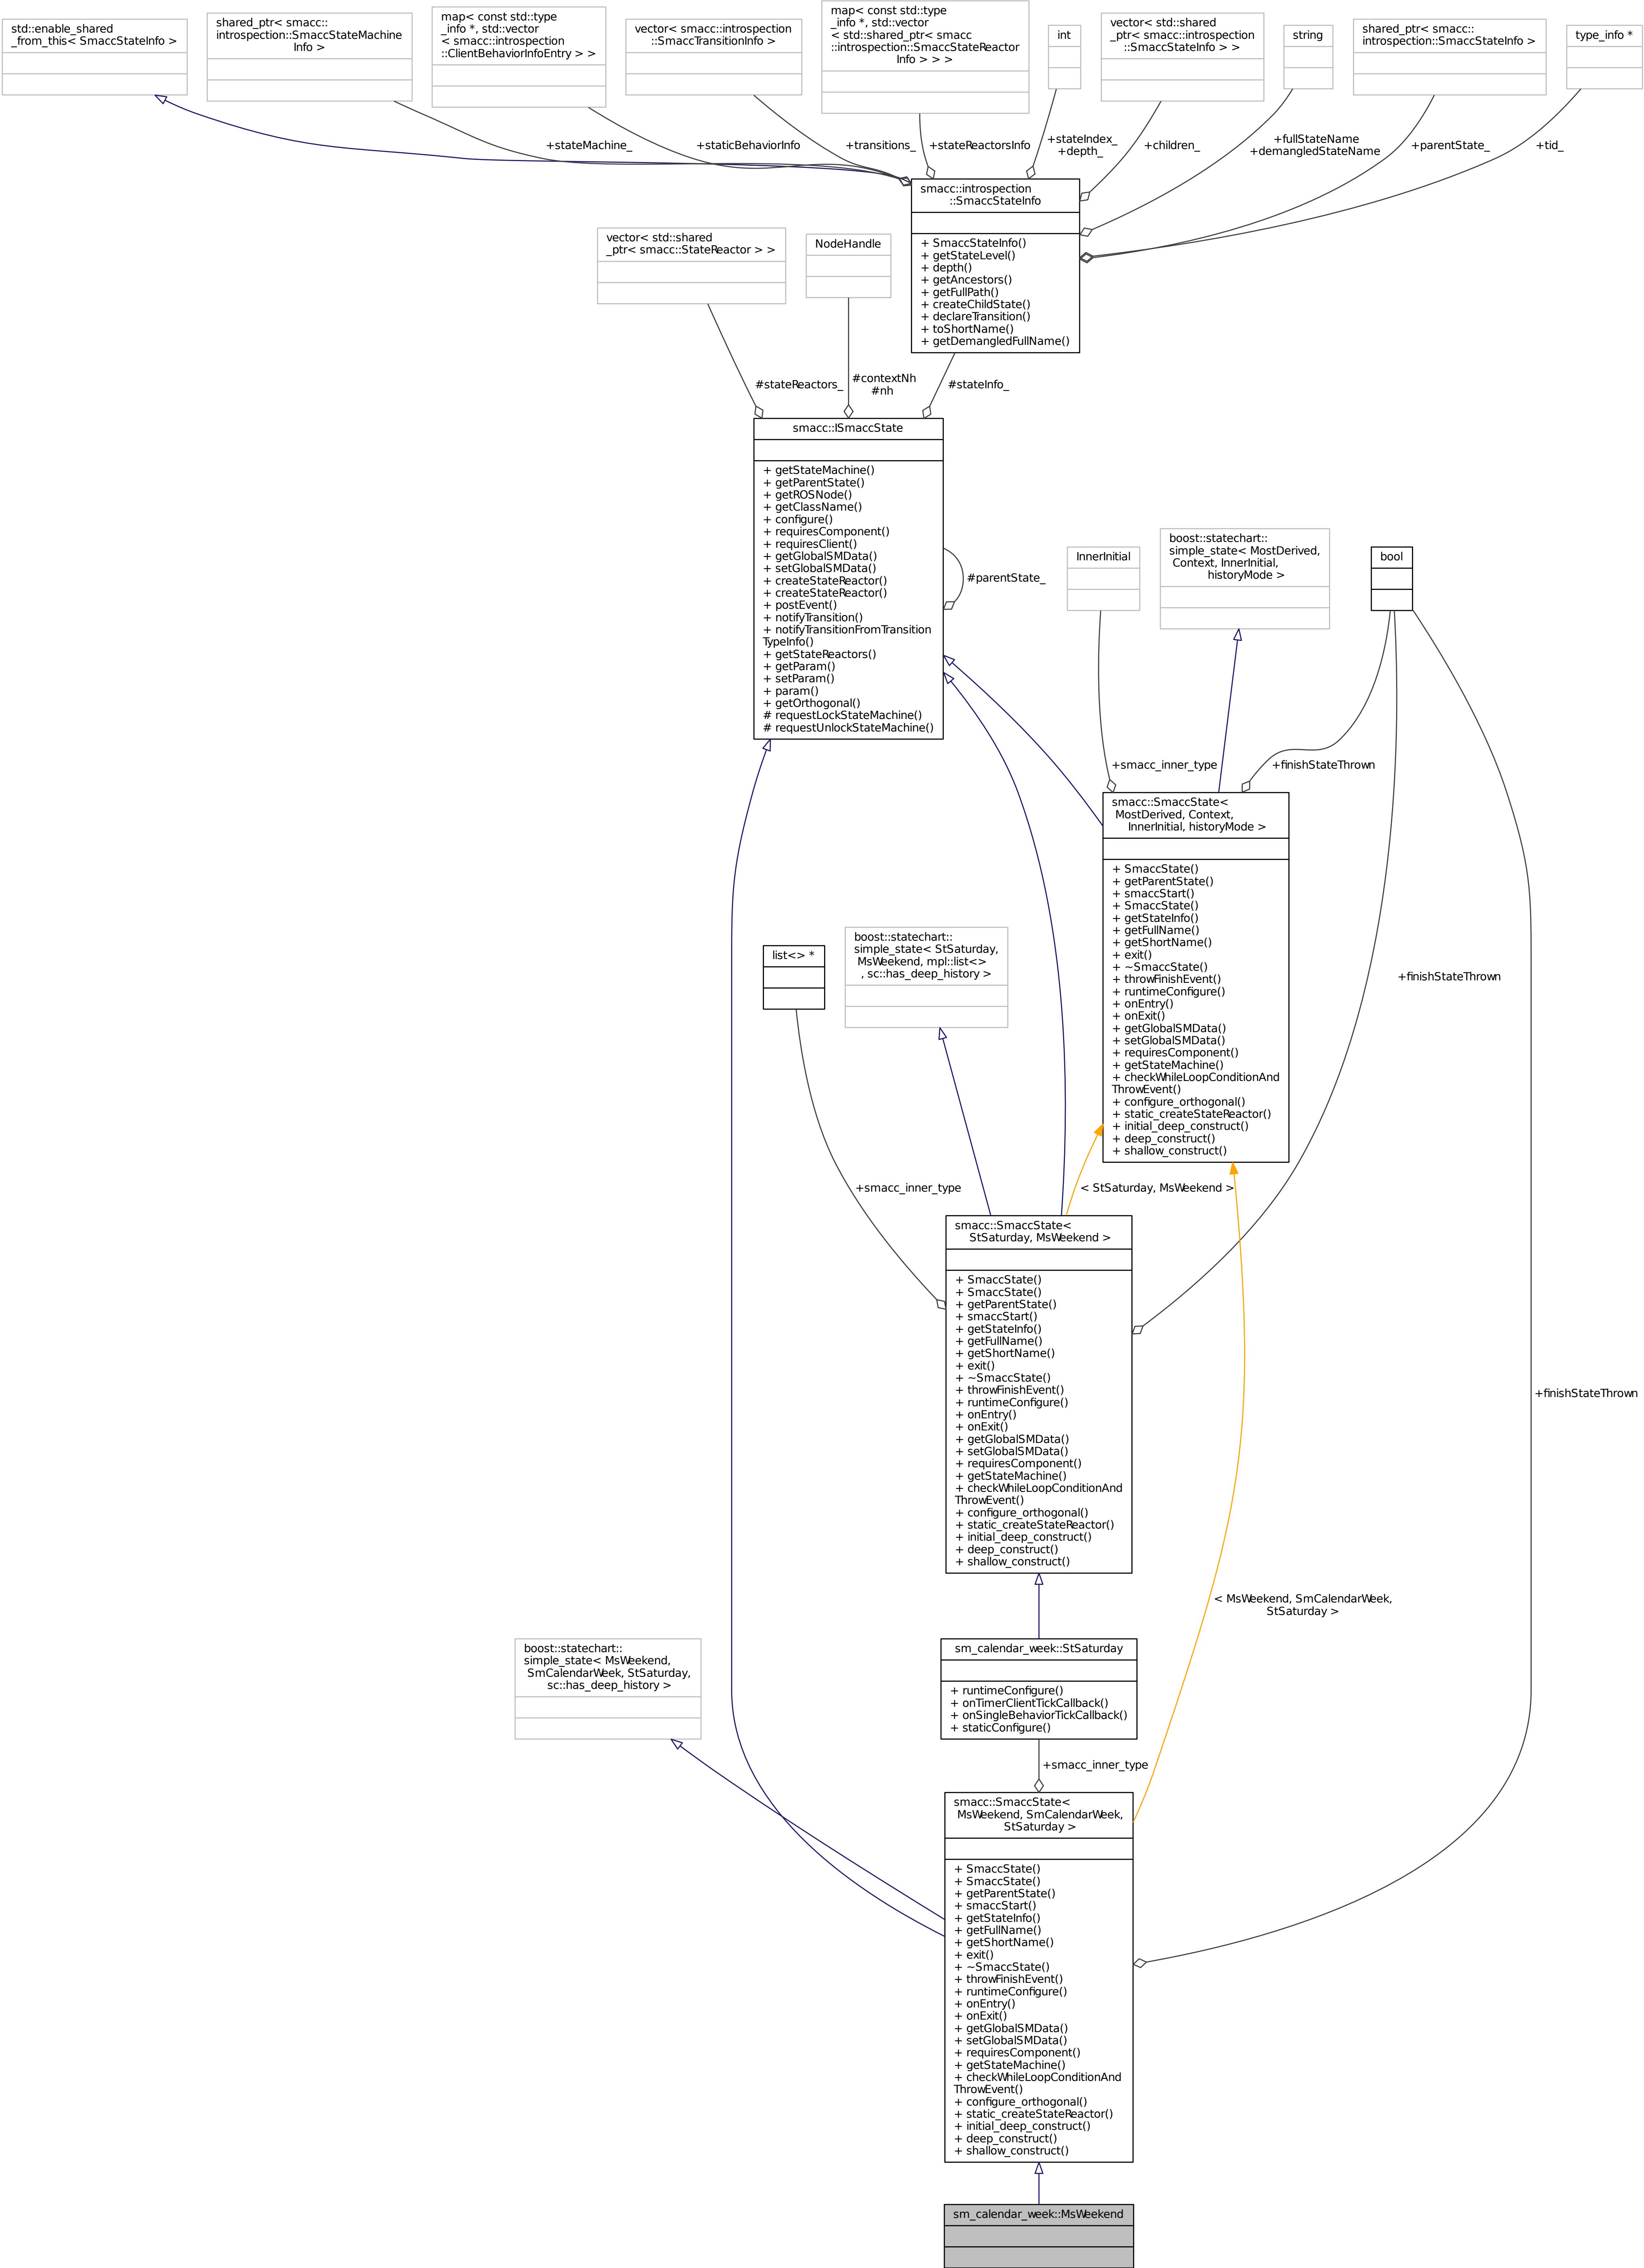 std::enable_shared
_from_this< SmaccStateInfo >
shared_ptr< smacc::
introspection::SmaccStateMachine
Info >
map< const std::type
_info *, std::vector
< smacc::introspection
::ClientBehaviorInfoEntry > >
vector< smacc::introspection
::SmaccTransitionInfo >
map< const std::type
_info *, std::vector
< std::shared_ptr< smacc
::introspection::SmaccStateReactor
Info > > >
int
vector< std::shared
_ptr< smacc::introspection
::SmaccStateInfo > >
string
shared_ptr< smacc::
introspection::SmaccStateInfo >
type_info *
+stateMachine_
+staticBehaviorInfo
+transitions_
+stateReactorsInfo
+stateIndex_
+depth_
+children_
+fullStateName
+demangledStateName
+parentState_
+tid_
smacc::introspection
::SmaccStateInfo
+ SmaccStateInfo()
+ getStateLevel()
+ depth()
+ getAncestors()
+ getFullPath()
+ createChildState()
+ declareTransition()
+ toShortName()
+ getDemangledFullName()
vector< std::shared
_ptr< smacc::StateReactor > >
NodeHandle
#stateReactors_
#contextNh
#nh
#stateInfo_
smacc::ISmaccState
+ getStateMachine()
+ getParentState()
+ getROSNode()
+ getClassName()
+ configure()
+ requiresComponent()
+ requiresClient()
+ getGlobalSMData()
+ setGlobalSMData()
+ createStateReactor()
+ createStateReactor()
+ postEvent()
+ notifyTransition()
+ notifyTransitionFromTransition
TypeInfo()
+ getStateReactors()
+ getParam()
+ setParam()
+ param()
+ getOrthogonal()
# requestLockStateMachine()
# requestUnlockStateMachine()
#parentState_
InnerInitial
boost::statechart::
simple_state< MostDerived,
Context, InnerInitial,
historyMode >
bool
+smacc_inner_type
+finishStateThrown
smacc::SmaccState<
MostDerived, Context,
InnerInitial, historyMode >
+ SmaccState()
+ getParentState()
+ smaccStart()
+ SmaccState()
+ getStateInfo()
+ getFullName()
+ getShortName()
+ exit()
+ ~SmaccState()
+ throwFinishEvent()
+ runtimeConfigure()
+ onEntry()
+ onExit()
+ getGlobalSMData()
+ setGlobalSMData()
+ requiresComponent()
+ getStateMachine()
+ checkWhileLoopConditionAnd
ThrowEvent()
+ configure_orthogonal()
+ static_createStateReactor()
+ initial_deep_construct()
+ deep_construct()
+ shallow_construct()
list<> *
boost::statechart::
simple_state< StSaturday,
MsWeekend, mpl::list<>
, sc::has_deep_history >
+finishStateThrown
+smacc_inner_type
< StSaturday, MsWeekend >
smacc::SmaccState<
StSaturday, MsWeekend >
+ SmaccState()
+ SmaccState()
+ getParentState()
+ smaccStart()
+ getStateInfo()
+ getFullName()
+ getShortName()
+ exit()
+ ~SmaccState()
+ throwFinishEvent()
+ runtimeConfigure()
+ onEntry()
+ onExit()
+ getGlobalSMData()
+ setGlobalSMData()
+ requiresComponent()
+ getStateMachine()
+ checkWhileLoopConditionAnd
ThrowEvent()
+ configure_orthogonal()
+ static_createStateReactor()
+ initial_deep_construct()
+ deep_construct()
+ shallow_construct()
+finishStateThrown
< MsWeekend, SmCalendarWeek,
StSaturday >
boost::statechart::
simple_state< MsWeekend,
SmCalendarWeek, StSaturday,
sc::has_deep_history >
sm_calendar_week::StSaturday
+ runtimeConfigure()
+ onTimerClientTickCallback()
+ onSingleBehaviorTickCallback()
+ staticConfigure()
+smacc_inner_type
smacc::SmaccState<
MsWeekend, SmCalendarWeek,
StSaturday >
+ SmaccState()
+ SmaccState()
+ getParentState()
+ smaccStart()
+ getStateInfo()
+ getFullName()
+ getShortName()
+ exit()
+ ~SmaccState()
+ throwFinishEvent()
+ runtimeConfigure()
+ onEntry()
+ onExit()
+ getGlobalSMData()
+ setGlobalSMData()
+ requiresComponent()
+ getStateMachine()
+ checkWhileLoopConditionAnd
ThrowEvent()
+ configure_orthogonal()
+ static_createStateReactor()
+ initial_deep_construct()
+ deep_construct()
+ shallow_construct()
sm_calendar_week::MsWeekend